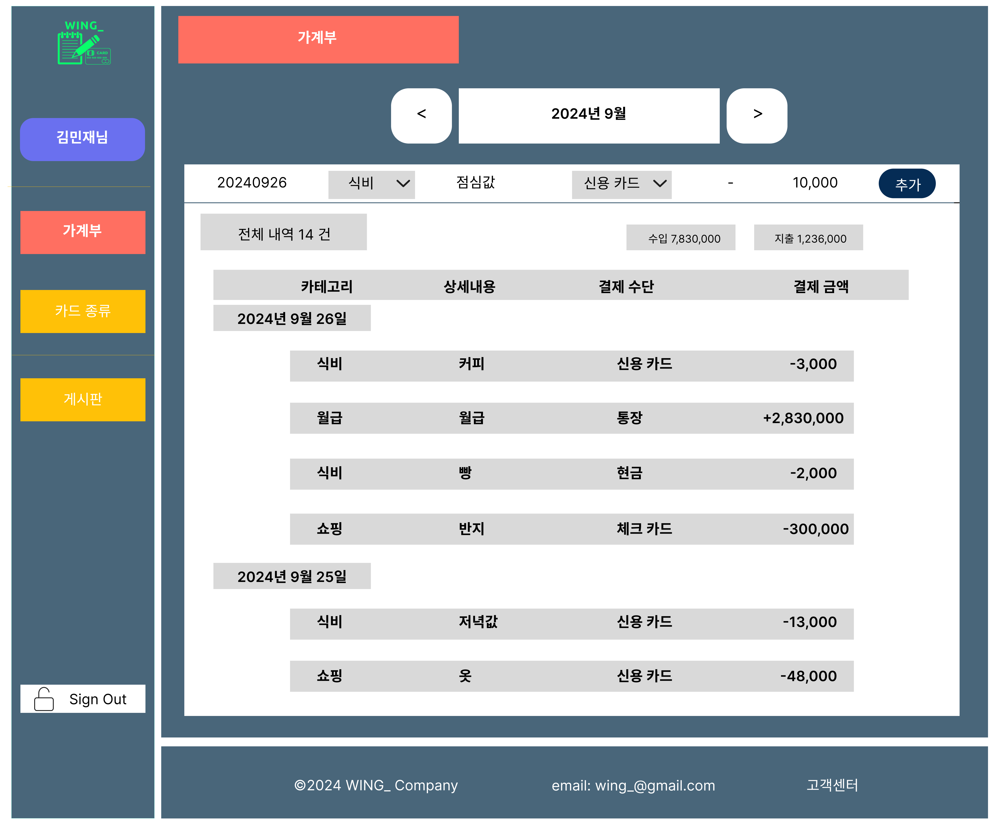 WING_
CARD
김민재님
가계부
카드 종류
게시판
Sign Out
가계부
< 2024년 9월 >
20240926 식비 점심값 신용 카드 - 10,000 추가
전체 내역 14 건 수입 7,830,000 지출 1,236,000
카테고리 상세내용 결제 수단 결제 금액
2024년 9월 26일
식비 커피 신용 카드 -3,000
월급 월급 통장 +2,830,000
식비 빵 현금 -2,000
쇼핑 반지 체크 카드 -300,000
2024년 9월 25일
식비 저녁값 신용 카드 -13,000
쇼핑 옷 신용 카드 -48,000
©2024 WING_ Company email: wing_@gmail.com 고객센터